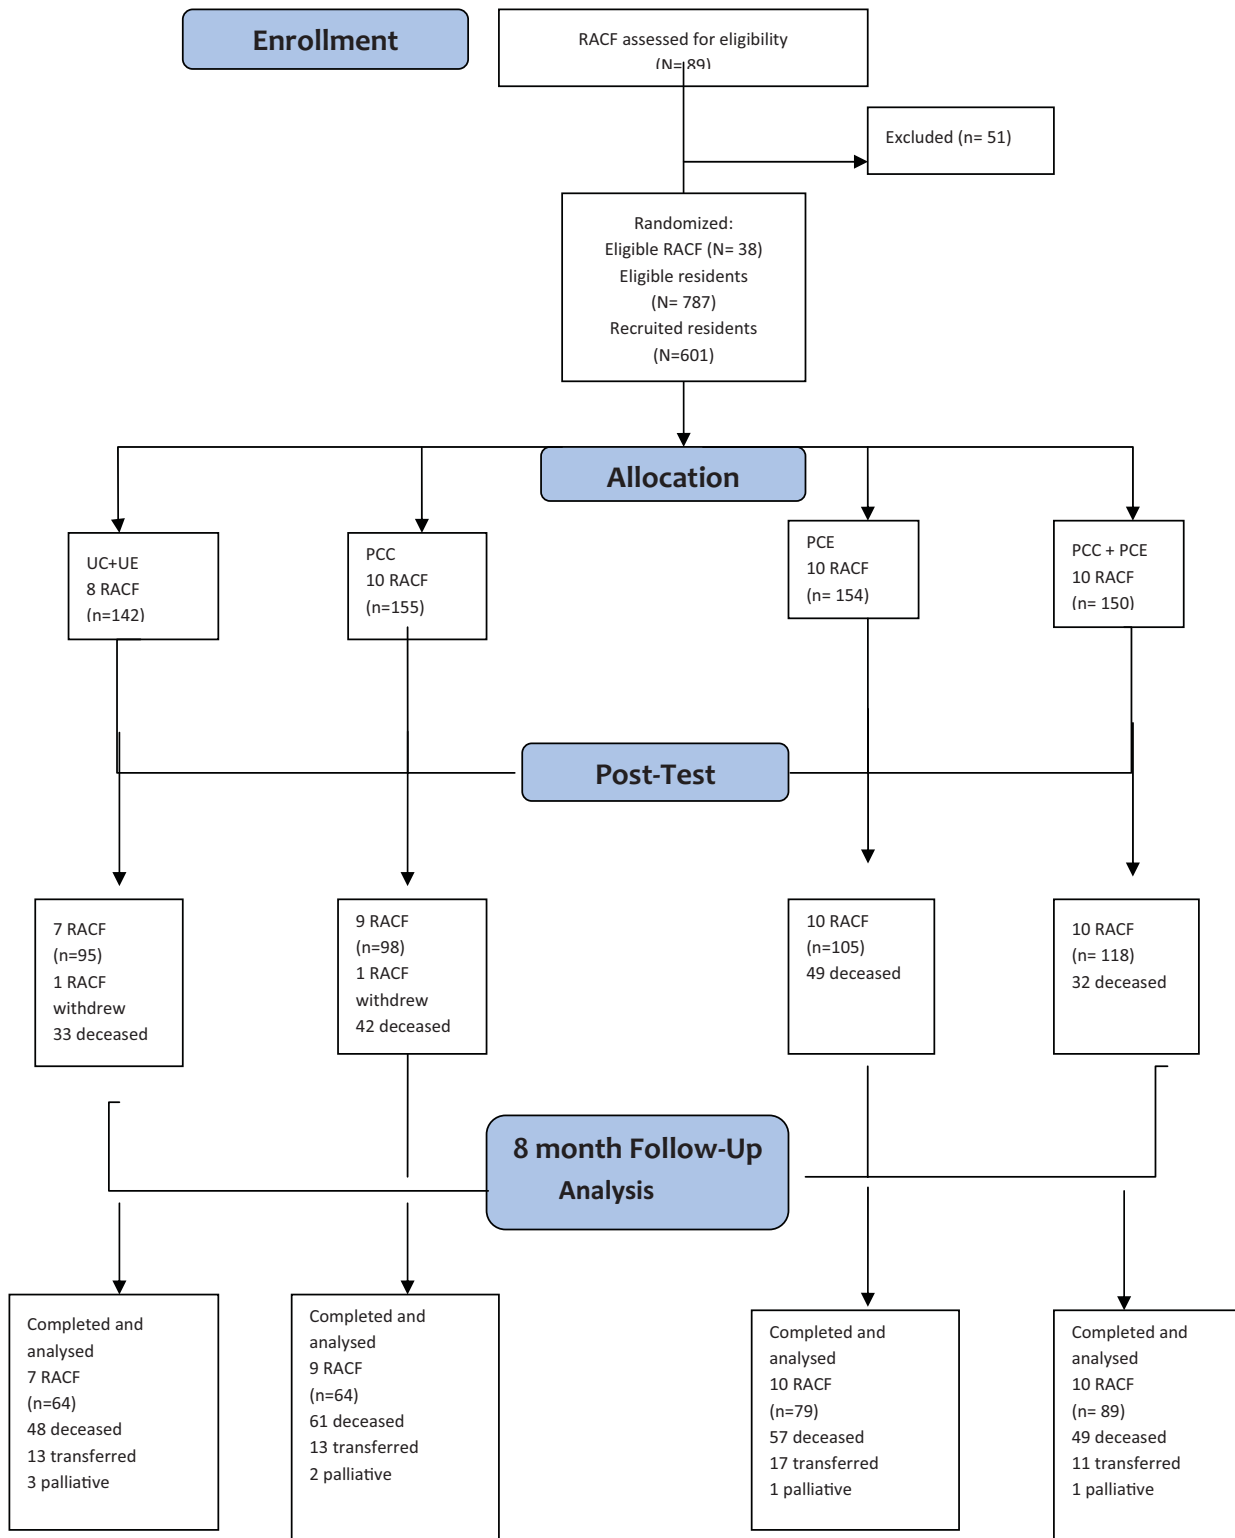 Enrollment
RACF assessed for eligibility
(N= 89)
Excluded (n= 51)
Randomized:
Eligible RACF (N= 38)
Eligible residents
(N= 787)
Recruited residents
(N=601)
Allocation
UC+UE
8 RACF
(n=142)
PCC
10 RACF
(n=155)
PCE
10 RACF
(n= 154)
PCC + PCE
10 RACF
(n= 150)
Post-Test
7 RACF
(n=95)
1 RACF
withdrew
33 deceased
9 RACF
(n=98)
1 RACF
withdrew
42 deceased
10 RACF
(n=105)
49 deceased
10 RACF
(n= 118)
32 deceased
8 month Follow-Up
Analysis
Completed and
analysed
7 RACF
(n=64)
48 deceased
13 transferred
3 palliative
Completed and
analysed
9 RACF
(n=64)
61 deceased
13 transferred
2 palliative
Completed and
analysed
10 RACF
(n=79)
57 deceased
17 transferred
1 palliative
Completed and
analysed
10 RACF
(n= 89)
49 deceased
11 transferred
1 palliative